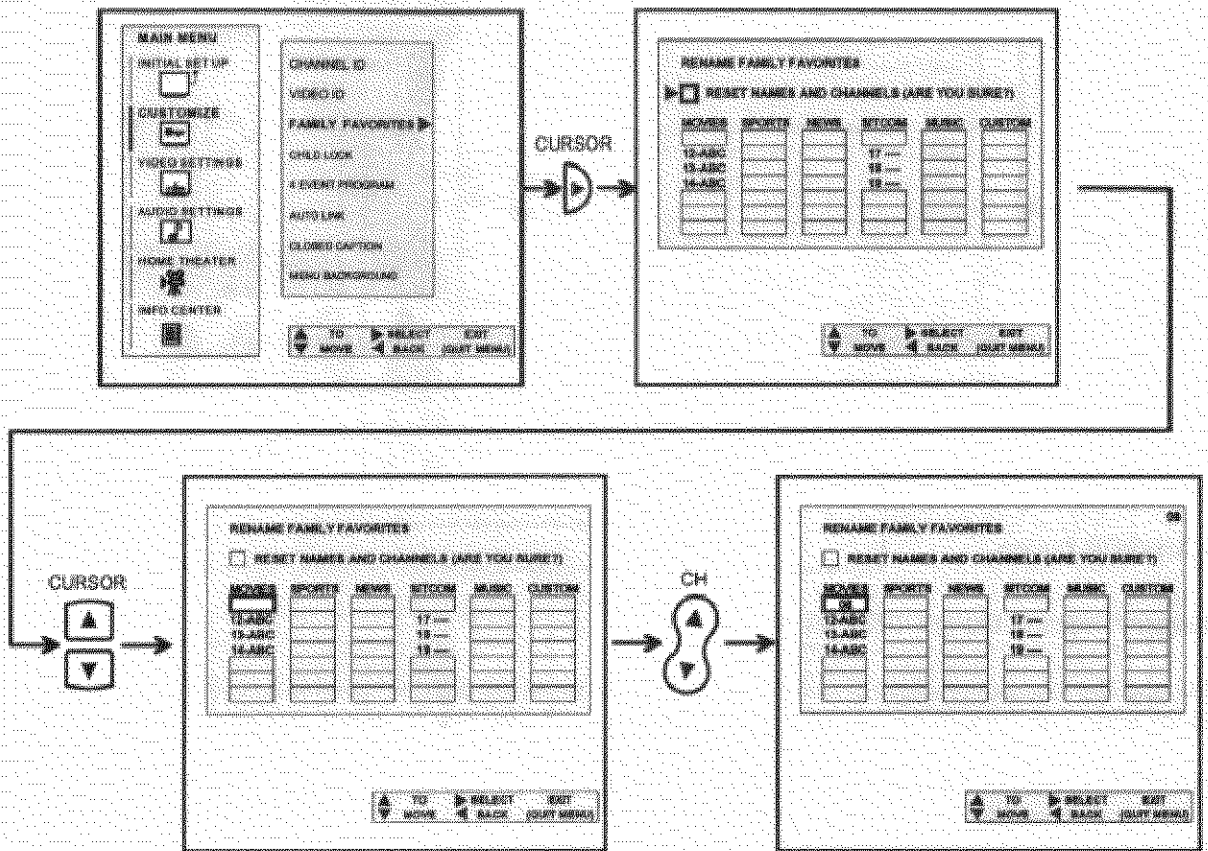 MAIN MENU
INITIAL SET UP
CUSTOMIZE
VIDEO SETTINGS
AUDIO SETTINGS
HOME THEATER
INFO CENTER
CHANNEL ID
VIDEO ID
FAMILY FAVORITES
CHILD LOCK
4 EVENT PROGRAM
AUTO LINK
CLOSED CAPTION
MENU BACKGROUND
TO SELECT EXIT
MOVE BACK (QUIT MENU)
CURSOR
RENAME FAMILY FAVORITES
RESET NAMES AND CHANNELS (ARE YOU SURE?)
MOVIES SPORTS NEWS SITCOM MUSIC CUSTOM
12-ABC 17 ---
13-ABC 18 ---
14-ABC 19 ---
TO SELECT EXIT
MOVE BACK (QUIT MENU)
CURSOR
RENAME FAMILY FAVORITES
RESET NAMES AND CHANNELS (ARE YOU SURE?)
MOVIES SPORTS NEWS SITCOM MUSIC CUSTOM
12-ABC 17 ---
13-ABC 18 ---
14-ABC 19 ---
TO SELECT EXIT
MOVE BACK (QUIT MENU)
CH
RENAME FAMILY FAVORITES
RESET NAMES AND CHANNELS (ARE YOU SURE?)
MOVIES SPORTS NEWS SITCOM MUSIC CUSTOM
12-ABC 17 ---
13-ABC 18 ---
14-ABC 19 ---
TO SELECT EXIT
MOVE BACK (QUIT MENU)